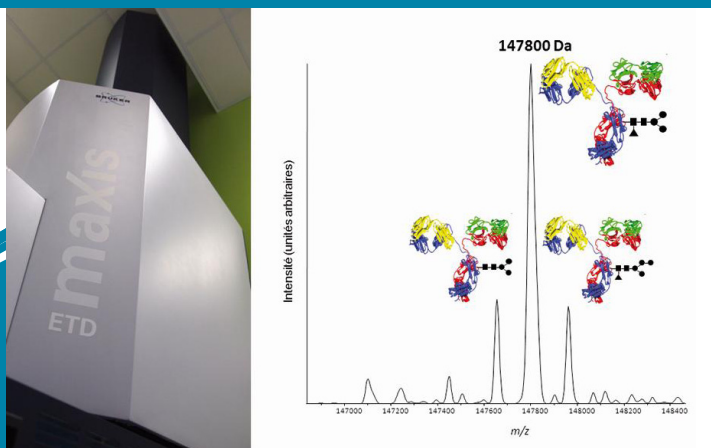 BRUKER
maxis
ETD
147800 Da
Intensité (unités arbitraires)
147000 147200 147400 147600 147800 148000 148200 148400
m/z